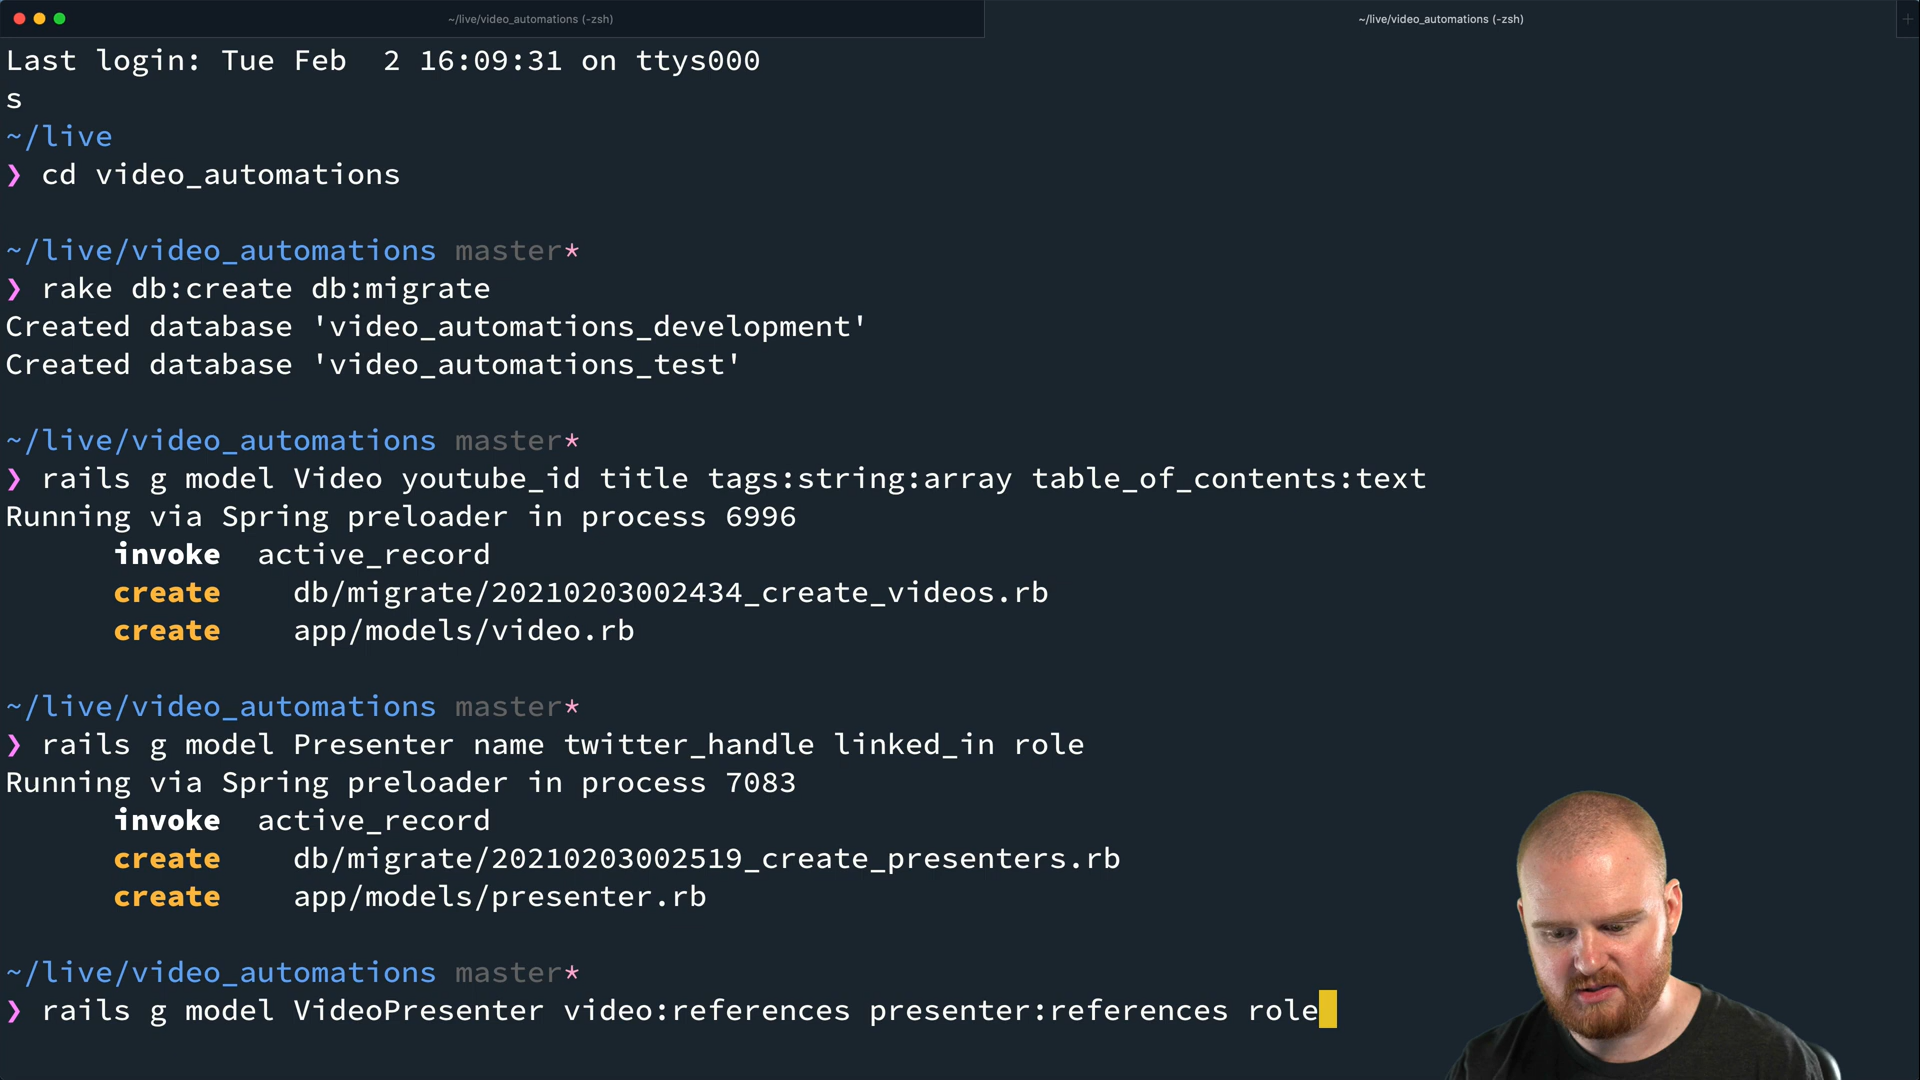 ~/live/video_automations (-zsh)
~/live/video_automations (-zsh)
Last login: Tue Feb  2 16:09:31 on ttys000
s
~/live
❯ cd video_automations
~/live/video_automations master*
❯ rake db:create db:migrate
Created database 'video_automations_development'
Created database 'video_automations_test'
~/live/video_automations master*
❯ rails g model Video youtube_id title tags:string:array table_of_contents:text
Running via Spring preloader in process 6996
invoke  active_record
create    db/migrate/20210203002434_create_videos.rb
create    app/models/video.rb
~/live/video_automations master*
❯ rails g model Presenter name twitter_handle linked_in role
Running via Spring preloader in process 7083
invoke  active_record
create    db/migrate/20210203002519_create_presenters.rb
create    app/models/presenter.rb
~/live/video_automations master*
❯ rails g model VideoPresenter video:references presenter:references role